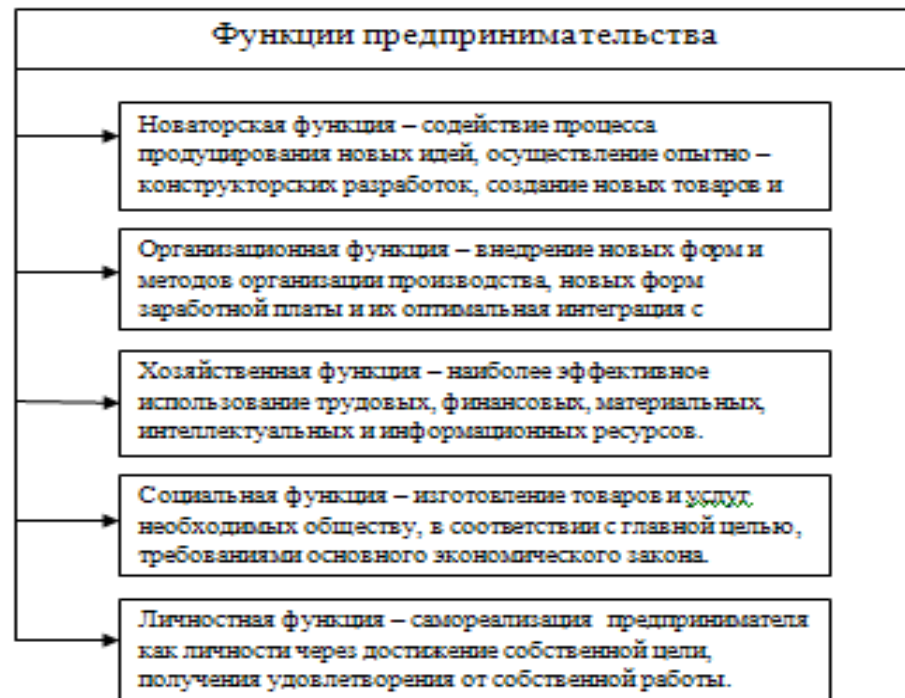 Функции предпринимательства
Новаторская функция – содействие процесса
продуцирования новых идей, осуществление опытно –
конструкторских разработок, создание новых товаров и
Организационная функция – внедрение новых форм и
методов организации производства, новых форм
заработной платы и их оптимальная интеграция с
Хозяйственная функция – наиболее эффективное
использование трудовых, финансовых, материальных,
интеллектуальных и информационных ресурсов.
Социальная функция – изготовление товаров и услуг,
необходимых обществу, в соответствии с главной целью,
требованиями основного экономического закона.
Личностная функция – самореализация предпринимателя
как личности через достижение собственной цели,
получения удовлетворения от собственной работы.